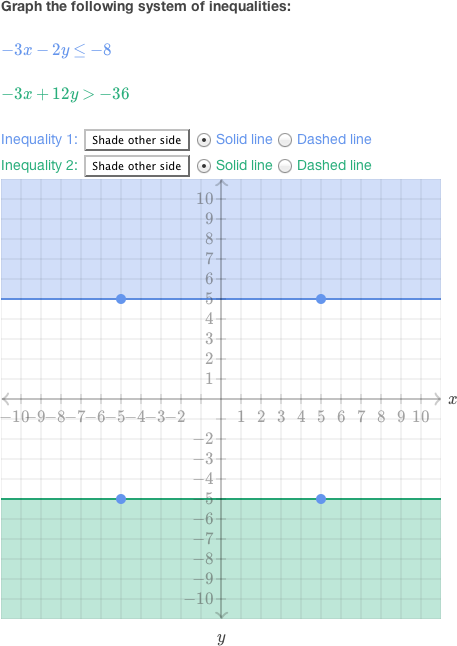 Graph the following system of inequalities:
−3x − 2y ≤ −8
−3x + 12y > −36
Inequality 1: Shade other side Solid line Dashed line
Inequality 2: Shade other side Solid line Dashed line
10
9
8
7
6
5
4
3
2
1
x
−10 −9 −8 −7 −6 −5 −4 −3 −2 1 2 3 4 5 6 7 8 9 10
−2
−3
−4
−5
−6
−7
−8
−9
−10
y